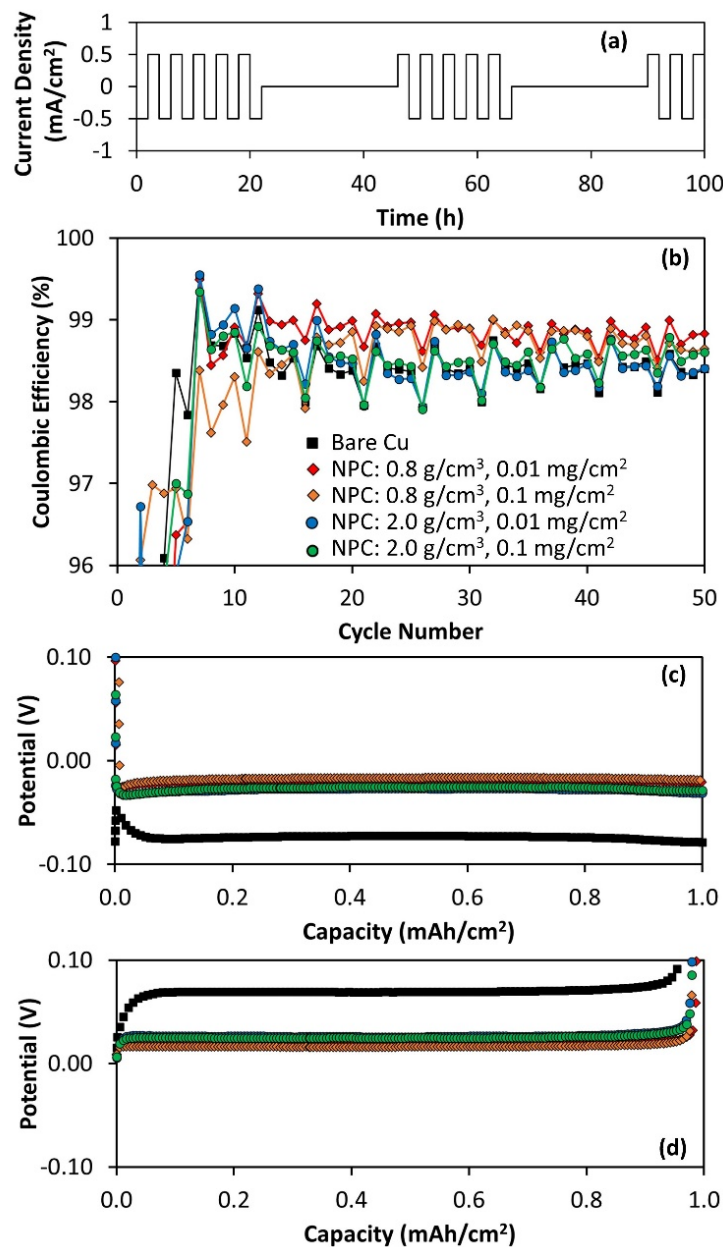 (a)
Current Density
(mA/cm²)
1
0.5
0
-0.5
-1
0 20 40 60 80 100
Time (h)
(b)
Coulombic Efficiency (%)
100
99
98
97
96
Bare Cu
NPC: 0.8 g/cm³, 0.01 mg/cm²
NPC: 0.8 g/cm³, 0.1 mg/cm²
NPC: 2.0 g/cm³, 0.01 mg/cm²
NPC: 2.0 g/cm³, 0.1 mg/cm²
0 10 20 30 40 50
Cycle Number
(c)
Potential (V)
0.10
0.00
-0.10
0.0 0.2 0.4 0.6 0.8 1.0
Capacity (mAh/cm²)
Potential (V)
0.10
0.00
-0.10
(d)
0.0 0.2 0.4 0.6 0.8 1.0
Capacity (mAh/cm²)